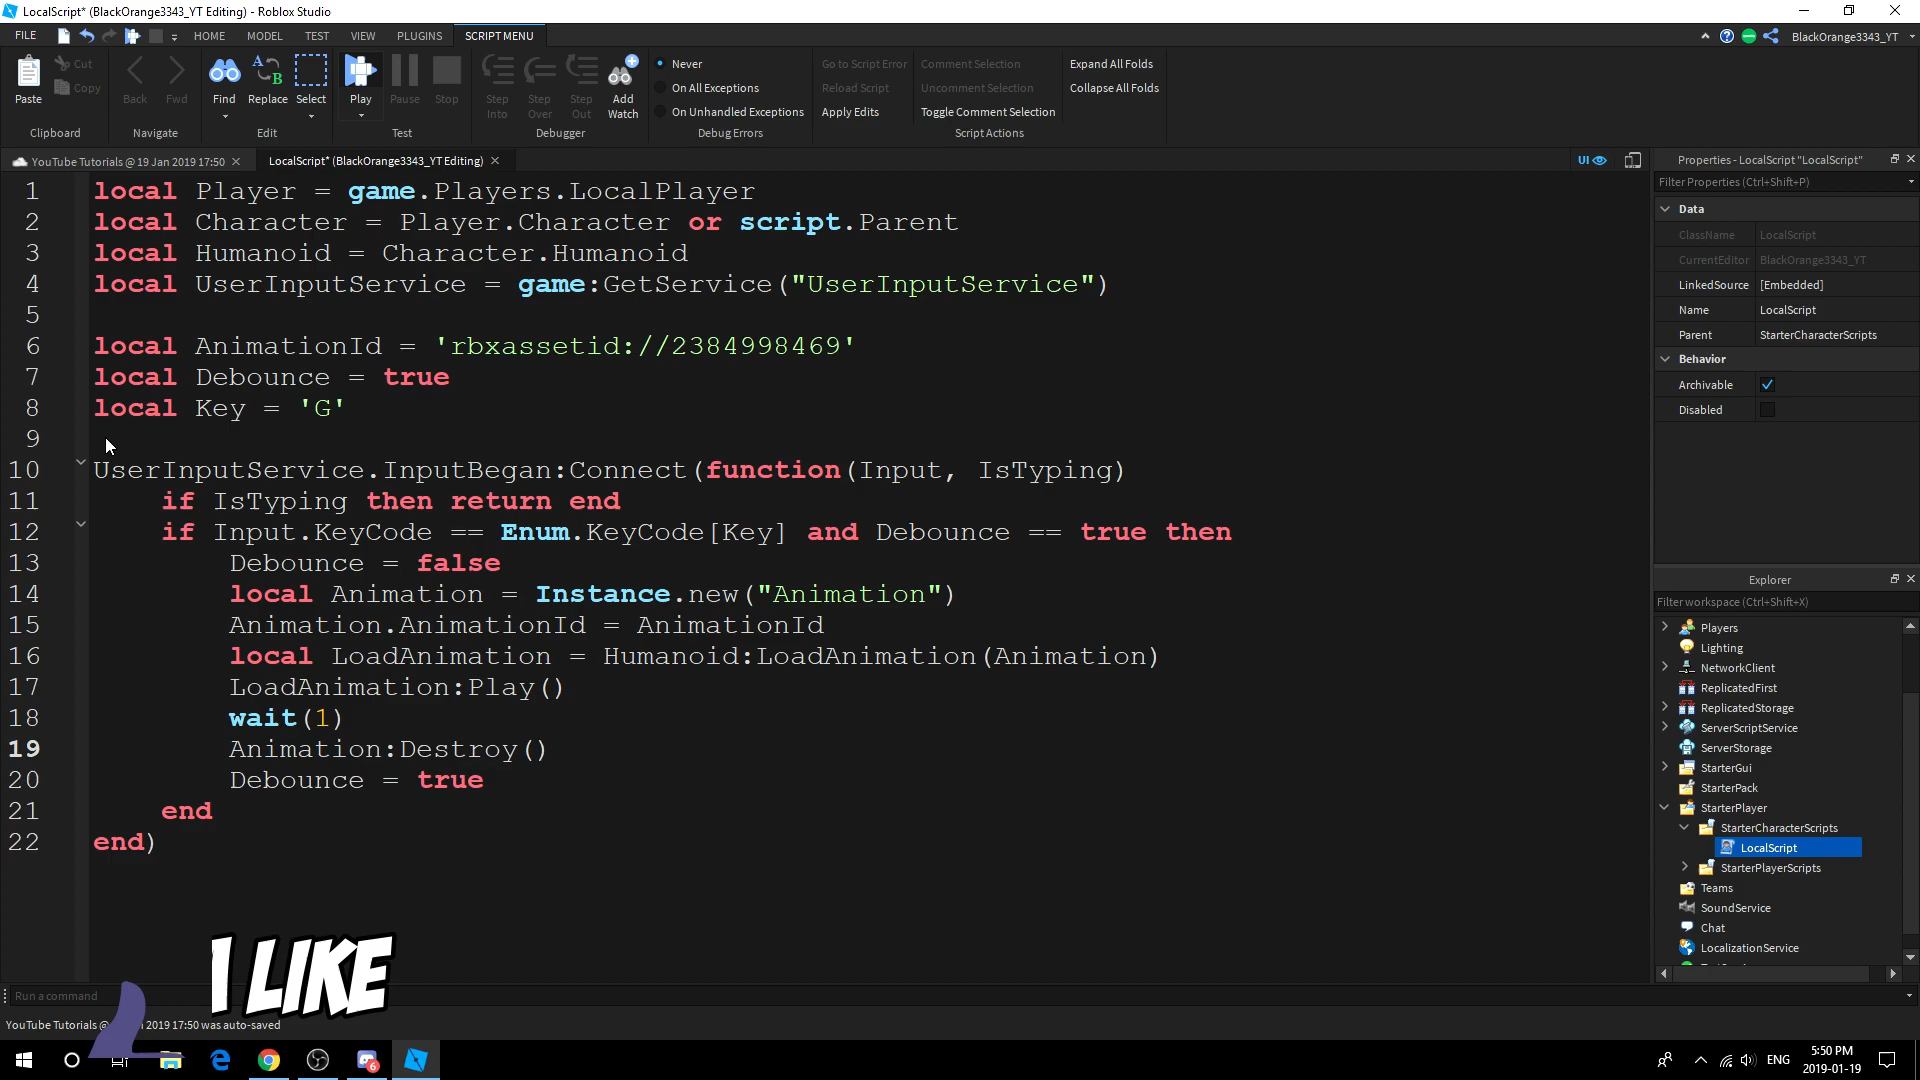 LocalScript* (BlackOrange3343_YT Editing) - Roblox Studio
FILE HOME MODEL TEST VIEW PLUGINS SCRIPT MENU BlackOrange3343_YT
Paste Cut Copy Back Fwd Find Replace Select Play Pause Stop Step Into Step Over Step Out Add Watch
Never
On All Exceptions
On Unhandled Exceptions
Go to Script Error
Reload Script
Apply Edits
Comment Selection
Uncomment Selection
Toggle Comment Selection
Expand All Folds
Collapse All Folds
Clipboard Navigate Edit Test Debugger Debug Errors Script Actions
YouTube Tutorials @ 19 Jan 2019 17:50 LocalScript* (BlackOrange3343_YT Editing) UI
1 local Player = game.Players.LocalPlayer
2 local Character = Player.Character or script.Parent
3 local Humanoid = Character.Humanoid
4 local UserInputService = game:GetService("UserInputService")
5
6 local AnimationId = 'rbxassetid://2384998469'
7 local Debounce = true
8 local Key = 'G'
9
10 UserInputService.InputBegan:Connect(function(Input, IsTyping)
11 if IsTyping then return end
12 if Input.KeyCode == Enum.KeyCode[Key] and Debounce == true then
13 Debounce = false
14 local Animation = Instance.new("Animation")
15 Animation.AnimationId = AnimationId
16 local LoadAnimation = Humanoid:LoadAnimation(Animation)
17 LoadAnimation:Play()
18 wait(1)
19 Animation:Destroy()
20 Debounce = true
21 end
22 end)
Properties - LocalScript "LocalScript"
Filter Properties (Ctrl+Shift+P)
Data
ClassName LocalScript
CurrentEditor BlackOrange3343_YT
LinkedSource [Embedded]
Name LocalScript
Parent StarterCharacterScripts
Behavior
Archivable
Disabled
Explorer
Filter workspace (Ctrl+Shift+X)
Players
Lighting
NetworkClient
ReplicatedFirst
ReplicatedStorage
ServerScriptService
ServerStorage
StarterGui
StarterPack
StarterPlayer
StarterCharacterScripts
LocalScript
StarterPlayerScripts
Teams
SoundService
Chat
LocalizationService
I LIKE
Run a command
YouTube Tutorials @ 2019 17:50 was auto-saved
6
ENG
5:50 PM
2019-01-19